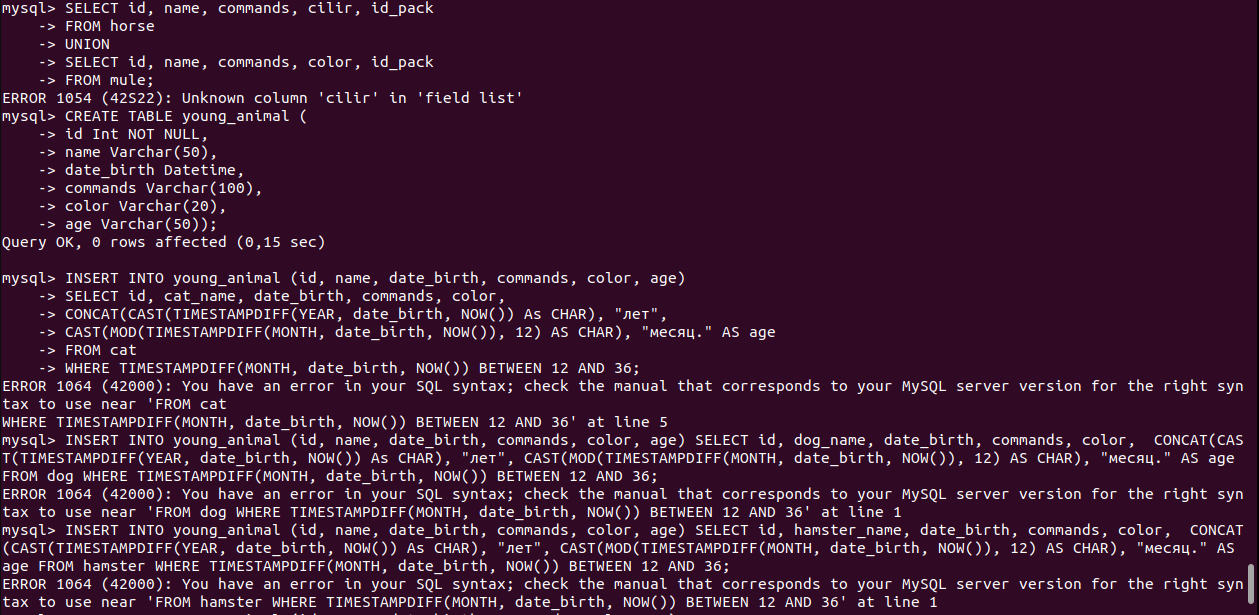 mysql> SELECT id, name, commands, cilir, id_pack
-> FROM horse
-> UNION
-> SELECT id, name, commands, color, id_pack
-> FROM mule;
ERROR 1054 (42S22): Unknown column 'cilir' in 'field list'
mysql> CREATE TABLE young_animal (
-> id Int NOT NULL,
-> name Varchar(50),
-> date_birth Datetime,
-> commands Varchar(100),
-> color Varchar(20),
-> age Varchar(50));
Query OK, 0 rows affected (0,15 sec)
mysql> INSERT INTO young_animal (id, name, date_birth, commands, color, age)
-> SELECT id, cat_name, date_birth, commands, color,
-> CONCAT(CAST(TIMESTAMPDIFF(YEAR, date_birth, NOW()) As CHAR), "лет",
-> CAST(MOD(TIMESTAMPDIFF(MONTH, date_birth, NOW()), 12) AS CHAR), "месяц." AS age
-> FROM cat
-> WHERE TIMESTAMPDIFF(MONTH, date_birth, NOW()) BETWEEN 12 AND 36;
ERROR 1064 (42000): You have an error in your SQL syntax; check the manual that corresponds to your MySQL server version for the right syn
tax to use near 'FROM cat
WHERE TIMESTAMPDIFF(MONTH, date_birth, NOW()) BETWEEN 12 AND 36' at line 5
mysql> INSERT INTO young_animal (id, name, date_birth, commands, color, age) SELECT id, dog_name, date_birth, commands, color,  CONCAT(CAS
T(TIMESTAMPDIFF(YEAR, date_birth, NOW()) As CHAR), "лет", CAST(MOD(TIMESTAMPDIFF(MONTH, date_birth, NOW()), 12) AS CHAR), "месяц." AS age
FROM dog WHERE TIMESTAMPDIFF(MONTH, date_birth, NOW()) BETWEEN 12 AND 36;
ERROR 1064 (42000): You have an error in your SQL syntax; check the manual that corresponds to your MySQL server version for the right syn
tax to use near 'FROM dog WHERE TIMESTAMPDIFF(MONTH, date_birth, NOW()) BETWEEN 12 AND 36' at line 1
mysql> INSERT INTO young_animal (id, name, date_birth, commands, color, age) SELECT id, hamster_name, date_birth, commands, color,  CONCAT
(CAST(TIMESTAMPDIFF(YEAR, date_birth, NOW()) As CHAR), "лет", CAST(MOD(TIMESTAMPDIFF(MONTH, date_birth, NOW()), 12) AS CHAR), "месяц." AS
age FROM hamster WHERE TIMESTAMPDIFF(MONTH, date_birth, NOW()) BETWEEN 12 AND 36;
ERROR 1064 (42000): You have an error in your SQL syntax; check the manual that corresponds to your MySQL server version for the right syn
tax to use near 'FROM hamster WHERE TIMESTAMPDIFF(MONTH, date_birth, NOW()) BETWEEN 12 AND 36' at line 1